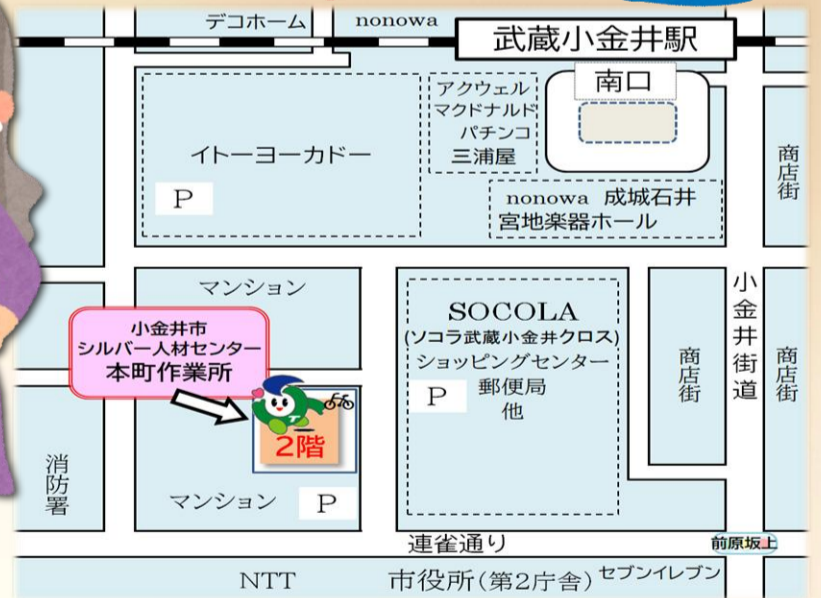 デコホーム
nonowa
武蔵小金井駅
南口
アクウェル
マクドナルド
パチンコ
三浦屋
イトーヨーカドー
P
nonowa 成城石井
宮地楽器ホール
商店街
マンション
小金井市
シルバー人材センター
本町作業所
2階
SOCOLA
(ソコラ武蔵小金井クロス)
ショッピングセンター
郵便局
他
P
商店街
小金井街道
商店街
消防署
マンション
P
連雀通り
前原坂上
NTT
市役所(第2庁舎)
セブンイレブン